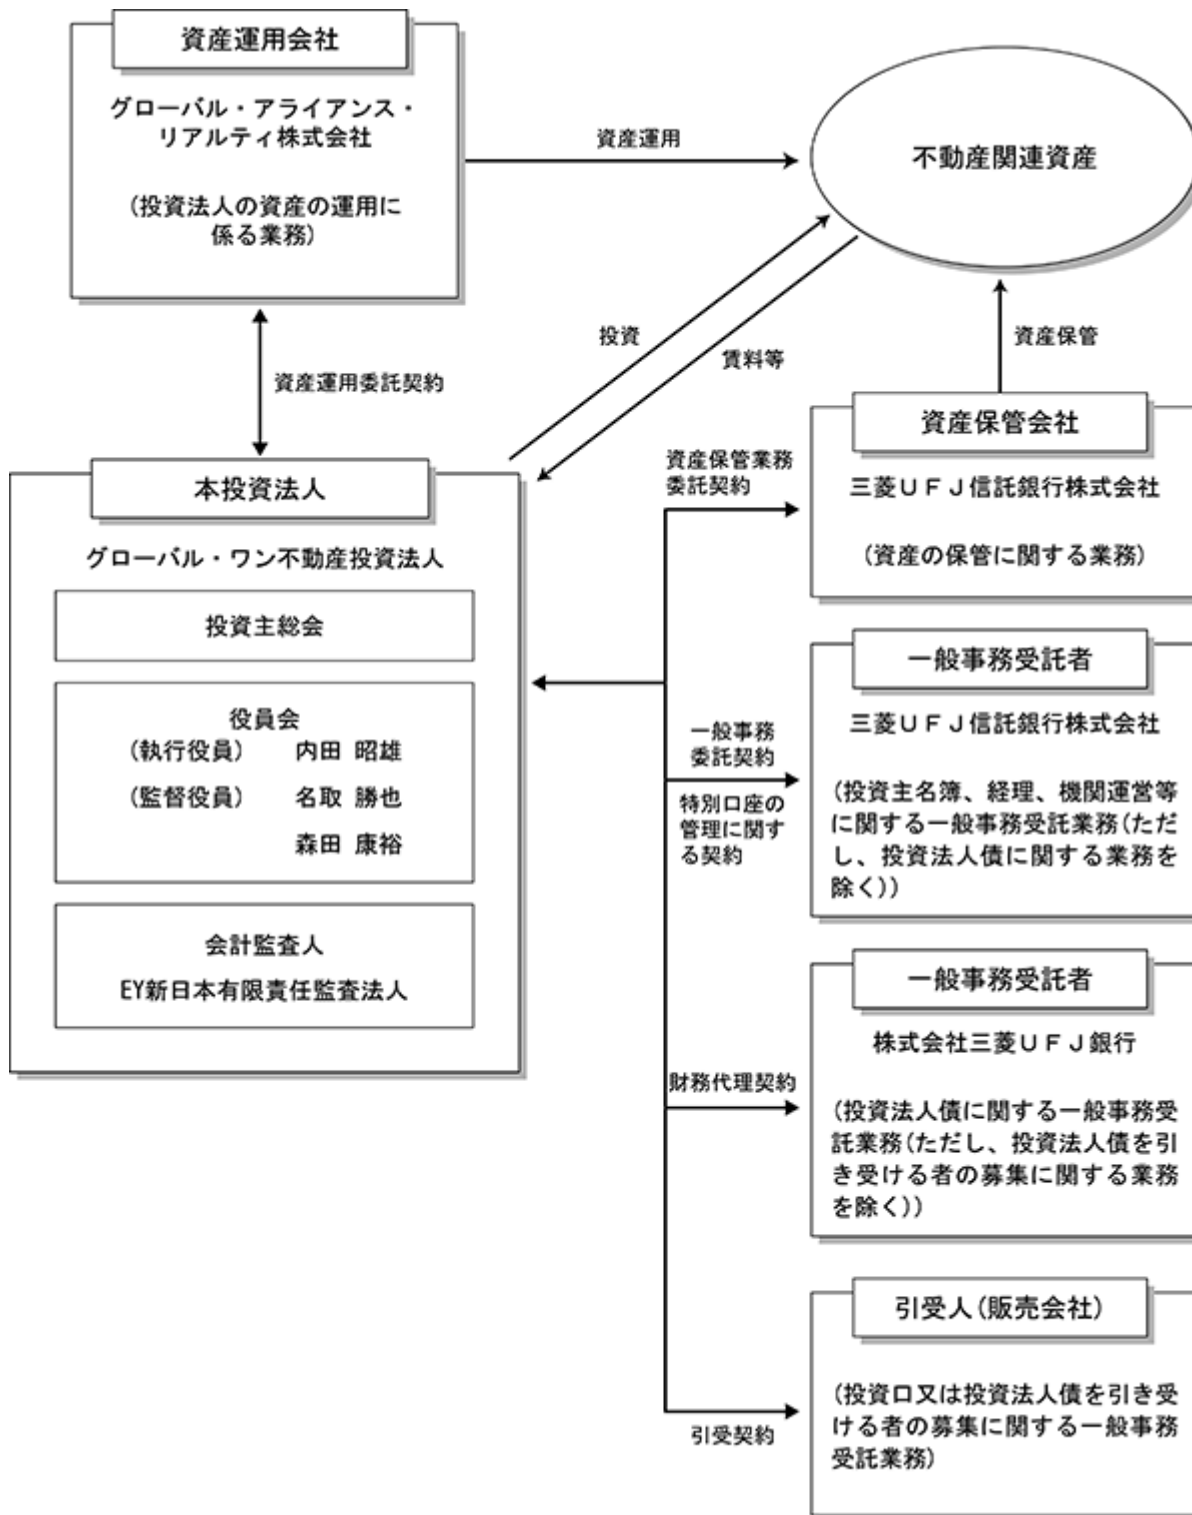 資産運用会社
グローバル・アライアンス・
リアルティ株式会社
(投資法人の資産の運用に
係る業務)
資産運用
不動産関連資産
投資
賃料等
資産保管
資産運用委託契約
本投資法人
グローバル・ワン不動産投資法人
投資主総会
役員会
(執行役員) 内田 昭雄
(監督役員) 名取 勝也
森田 康裕
会計監査人
EY新日本有限責任監査法人
資産保管業務
委託契約
資産保管会社
三菱UFJ信託銀行株式会社
(資産の保管に関する業務)
一般事務
委託契約
特別口座の
管理に関す
る契約
一般事務受託者
三菱UFJ信託銀行株式会社
(投資主名簿、経理、機関運営等
に関する一般事務受託業務(ただ
し、投資法人債に関する業務を
除く))
財務代理契約
一般事務受託者
株式会社三菱UFJ銀行
(投資法人債に関する一般事務受
託業務(ただし、投資法人債を引
き受ける者の募集に関する業務
を除く))
引受契約
引受人(販売会社)
(投資口又は投資法人債を引き受
ける者の募集に関する一般事務
受託業務)